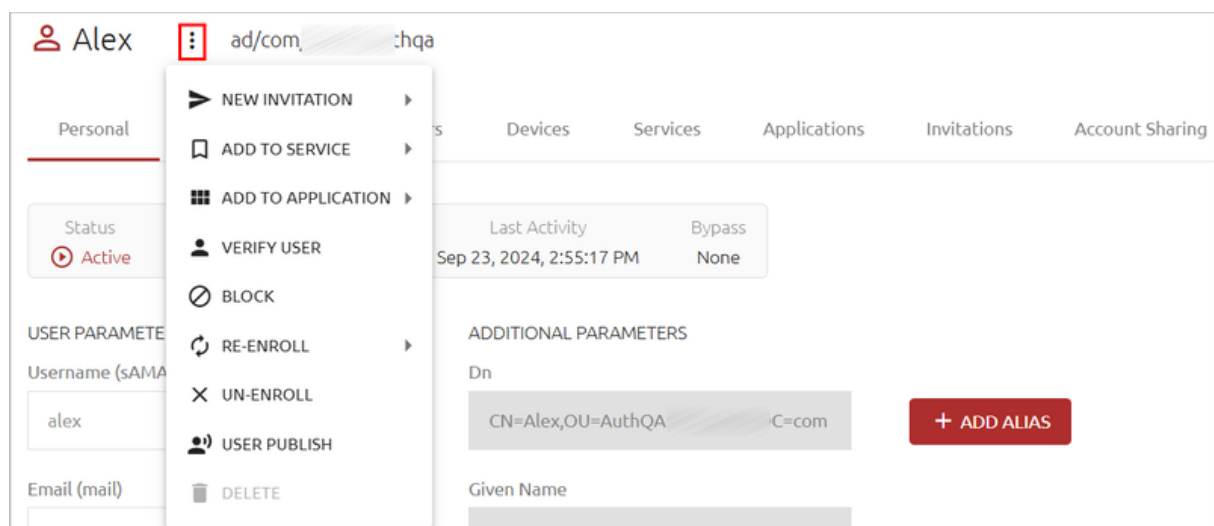 Alex ad/com, thqa
NEW INVITATION
ADD TO SERVICE
ADD TO APPLICATION
VERIFY USER
BLOCK
RE-ENROLL
UN-ENROLL
USER PUBLISH
DELETE
Personal Devices Services Applications Invitations Account Sharing
Status Last Activity Bypass
Active Sep 23, 2024, 2:55:17 PM None
USER PARAMETE ADDITIONAL PARAMETERS
Username (sAMA Dn
alex CN=Alex,OU=AuthQA C=com + ADD ALIAS
Email (mail) Given Name